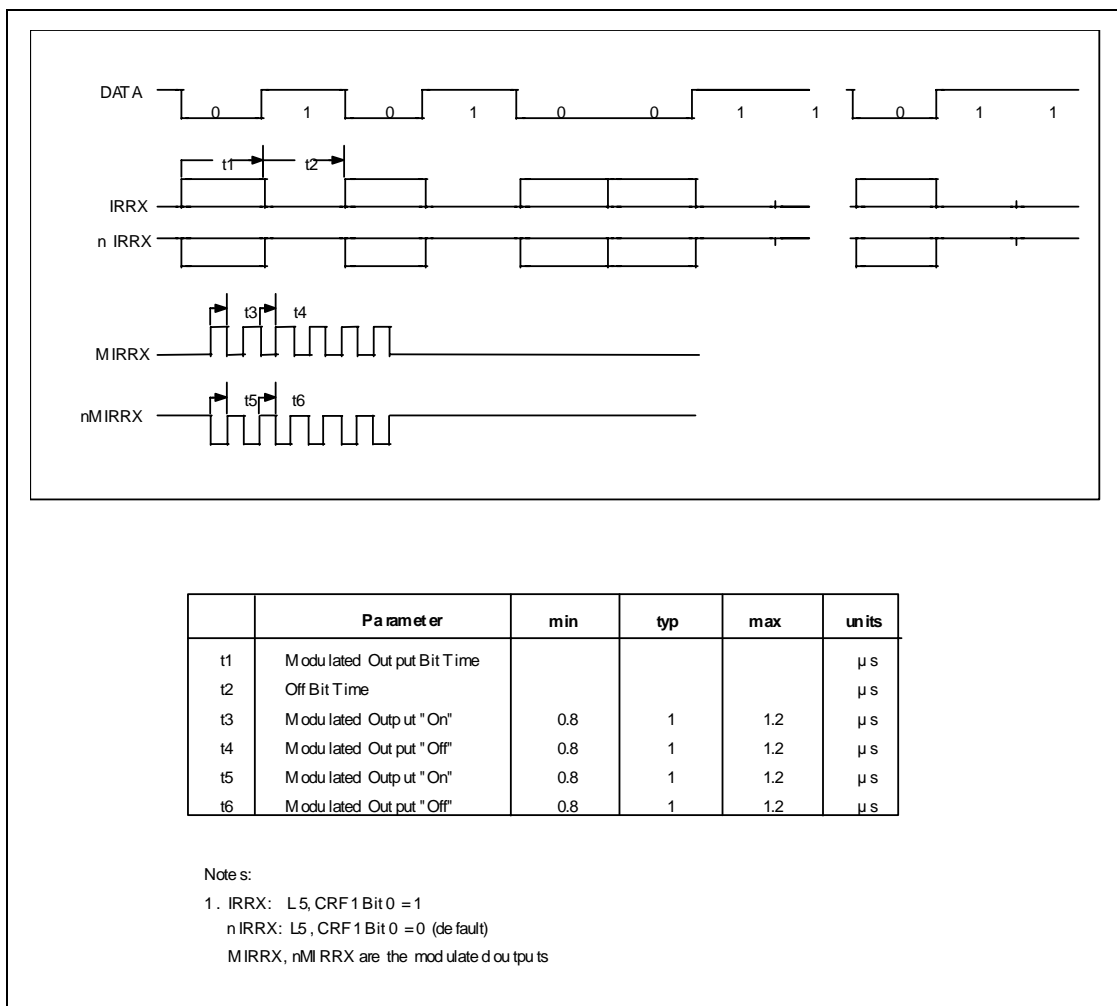 DATA
0 1 0 1 0 0 1 1 0 1 1
t1 t2
IRRX
n IRRX
t3 t4
MIRRX
t5 t6
nMIRRX
Parameter min typ max units
t1 Modulated Output Bit Time µs
t2 Off Bit Time µs
t3 Modulated Output "On" 0.8 1 1.2 µs
t4 Modulated Output "Off" 0.8 1 1.2 µs
t5 Modulated Output "On" 0.8 1 1.2 µs
t6 Modulated Output "Off" 0.8 1 1.2 µs
Notes:
1. IRRX: L5, CRF1 Bit 0 = 1
nIRRX: L5, CRF1 Bit 0 = 0 (default)
MIRRX, nMIRRX are the modulated outputs